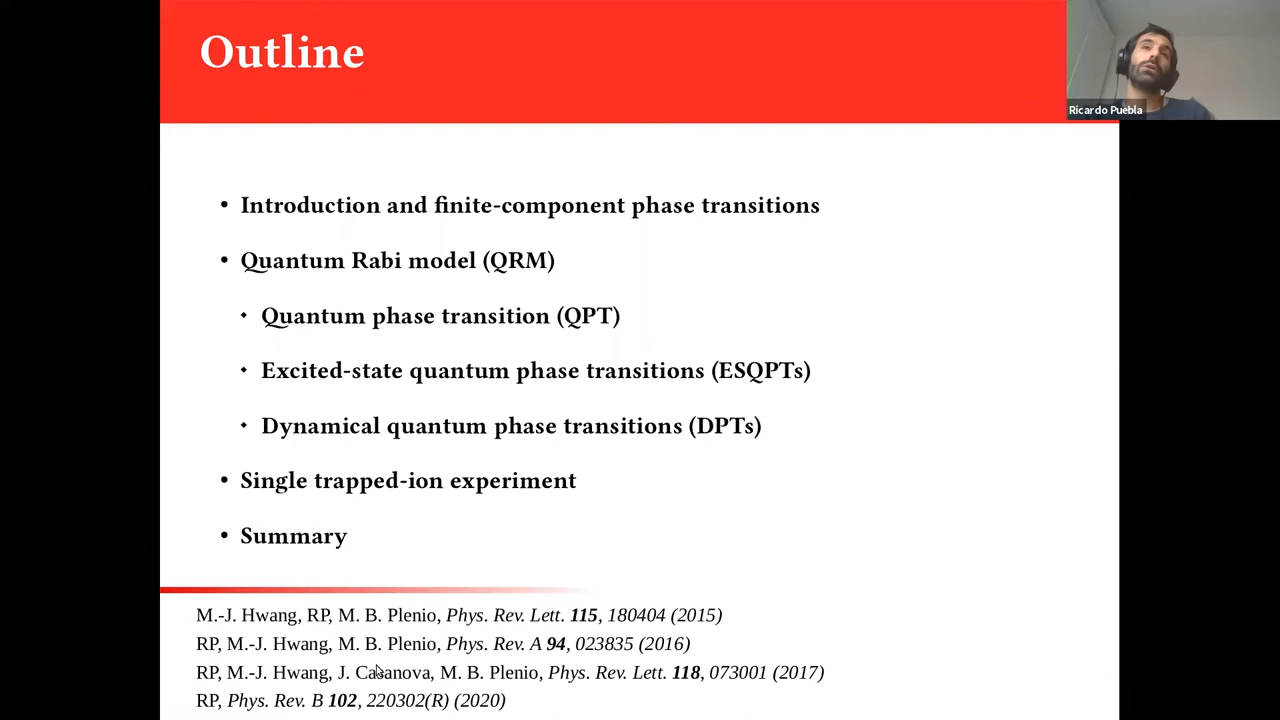 Outline
Ricardo Puebla
• Introduction and finite-component phase transitions
• Quantum Rabi model (QRM)
• Quantum phase transition (QPT)
• Excited-state quantum phase transitions (ESQPTs)
• Dynamical quantum phase transitions (DPTs)
• Single trapped-ion experiment
• Summary
M.-J. Hwang, RP, M. B. Plenio, Phys. Rev. Lett. 115, 180404 (2015)
RP, M.-J. Hwang, M. B. Plenio, Phys. Rev. A 94, 023835 (2016)
RP, M.-J. Hwang, J. Casanova, M. B. Plenio, Phys. Rev. Lett. 118, 073001 (2017)
RP, Phys. Rev. B 102, 220302(R) (2020)